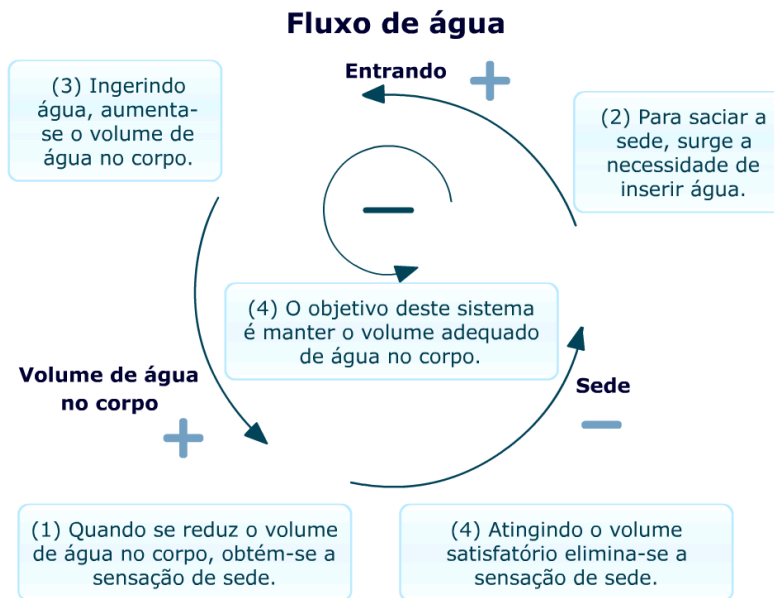 Fluxo de água
Entrando
(3) Ingerindo
água, aumenta-
se o volume de
água no corpo.
(2) Para saciar a
sede, surge a
necessidade de
inserir água.
(4) O objetivo deste sistema
é manter o volume adequado
de água no corpo.
Volume de água
no corpo
Sede
(1) Quando se reduz o volume
de água no corpo, obtém-se a
sensação de sede.
(4) Atingindo o volume
satisfatório elimina-se a
sensação de sede.